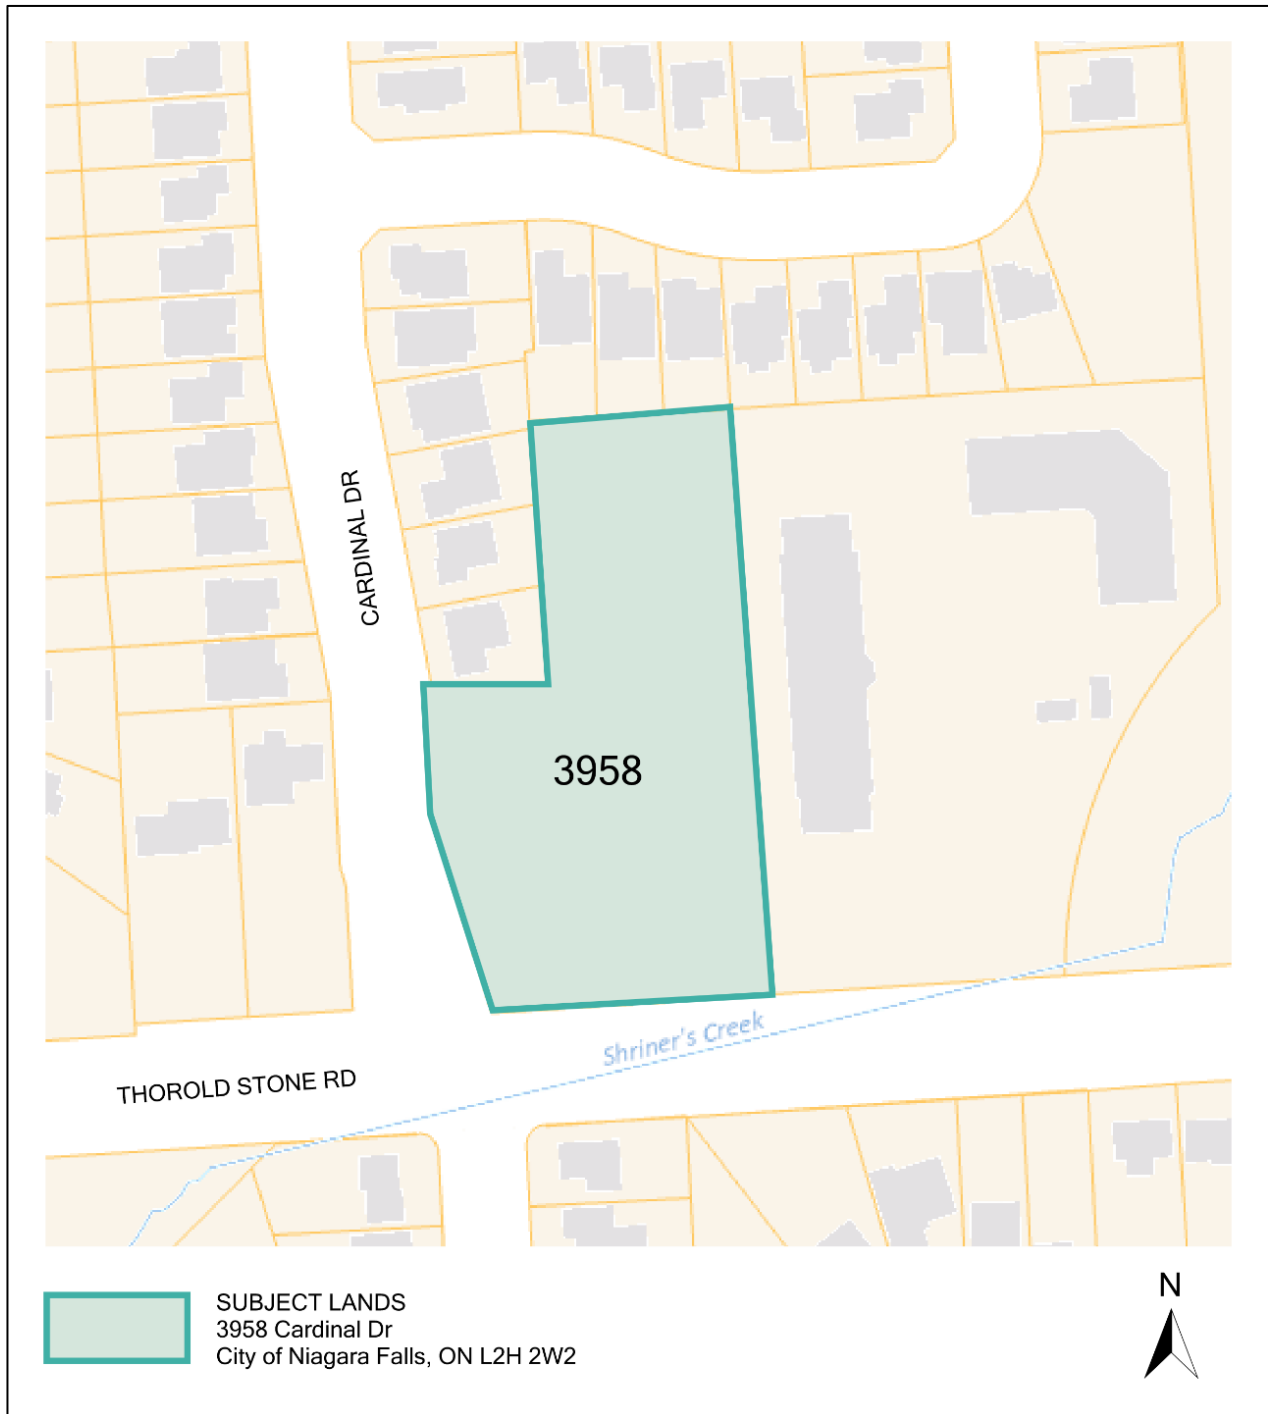 CARDINAL DR
3958
Shriner's Creek
THOROLD STONE RD
SUBJECT LANDS
3958 Cardinal Dr
City of Niagara Falls, ON L2H 2W2
N